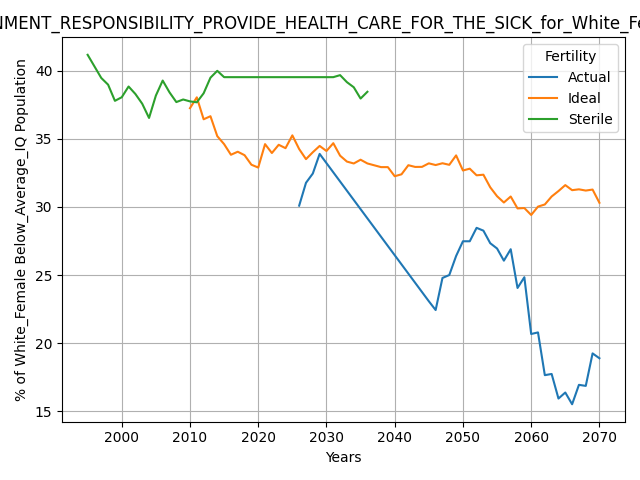 NMENT_RESPONSIBILITY_PROVIDE_HEALTH_CARE_FOR_THE_SICK_for_White_Fe
Fertility
Actual
Ideal
Sterile
% of White_Female Below_Average_IQ Population
40
35
30
25
20
15
2000 2010 2020 2030 2040 2050 2060 2070
Years